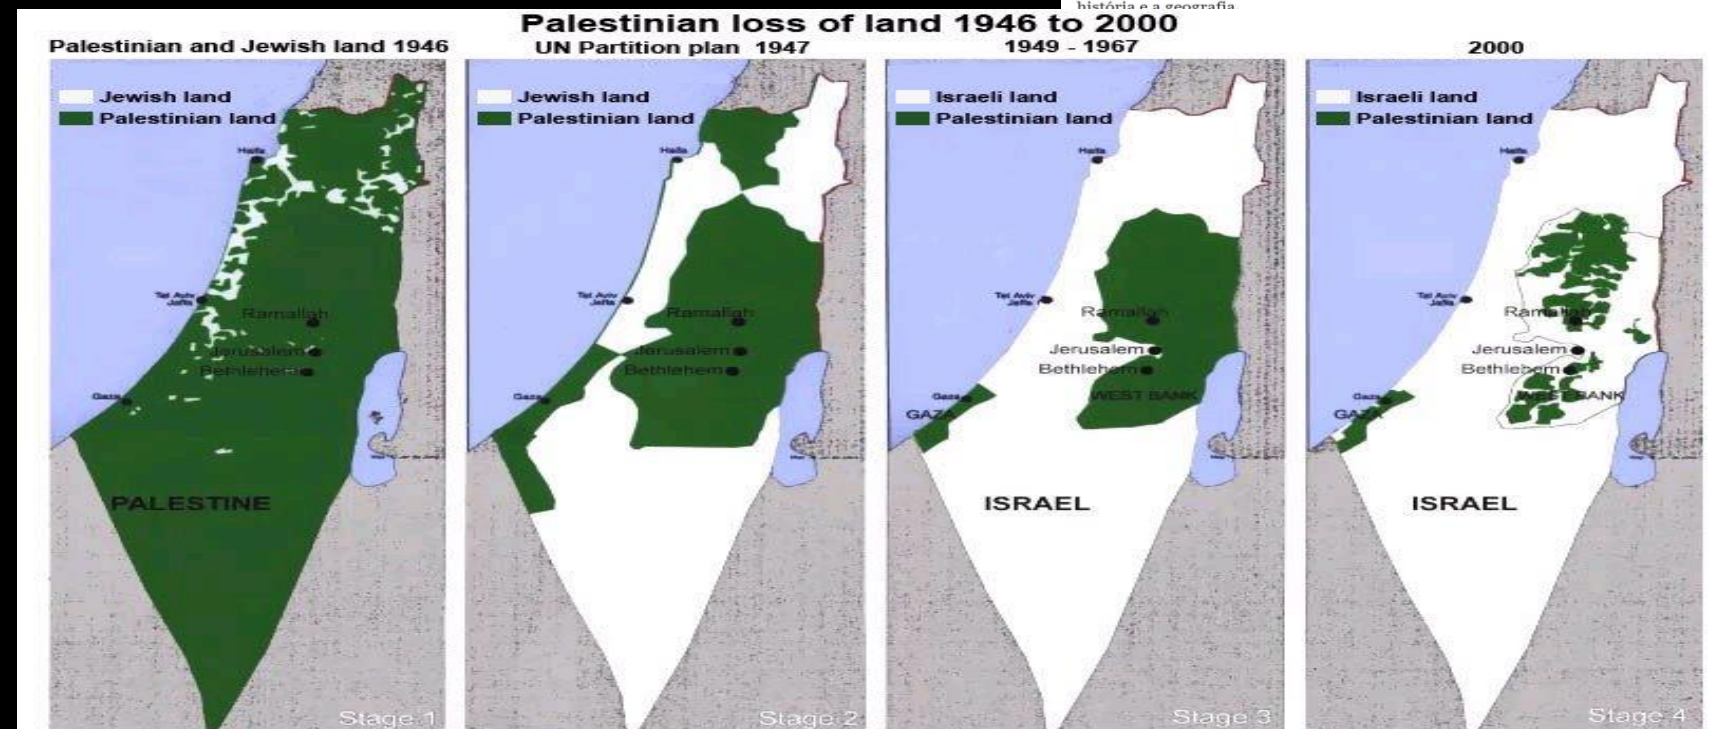 história e a geografia
Palestinian loss of land 1946 to 2000
Palestinian and Jewish land 1946
Jewish land
Palestinian land
Haifa
Tel Aviv
Jaffa
Ramallah
Jerusalem
Bethlehem
Gaza
PALESTINE
Stage 1
UN Partition plan 1947
Jewish land
Palestinian land
Haifa
Tel Aviv
Jaffa
Ramallah
Jerusalem
Bethlehem
Gaza
Stage 2
1949 - 1967
Israeli land
Palestinian land
Haifa
Tel Aviv
Jaffa
Ramallah
Jerusalem
Bethlehem
WEST BANK
Gaza
GAZA
ISRAEL
Stage 3
2000
Israeli land
Palestinian land
Haifa
Tel Aviv
Jaffa
Ramallah
Jerusalem
Bethlehem
WEST BANK
Gaza
GAZA
ISRAEL
Stage 4